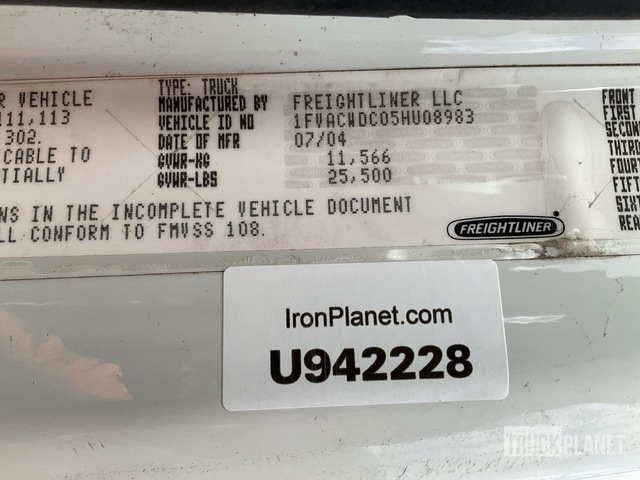 TYPE: TRUCK
R VEHICLE
MANUFACTURED BY FREIGHTLINER LLC
111,113
VEHICLE ID NO. 1FVACWDC05HU08983
302.
DATE OF MFR 07/04
CABLE TO
GVWR-KG 11,566
TIALLY
GVWR-LBS 25,500
NS IN THE INCOMPLETE VEHICLE DOCUMENT
LL CONFORM TO FMVSS 108.
FREIGHTLINER
FRONT
FIRST
SECON
THIRD
FOURT
FIFT
SIXT
REA
IronPlanet.com
U942228
TRUCKPLANET